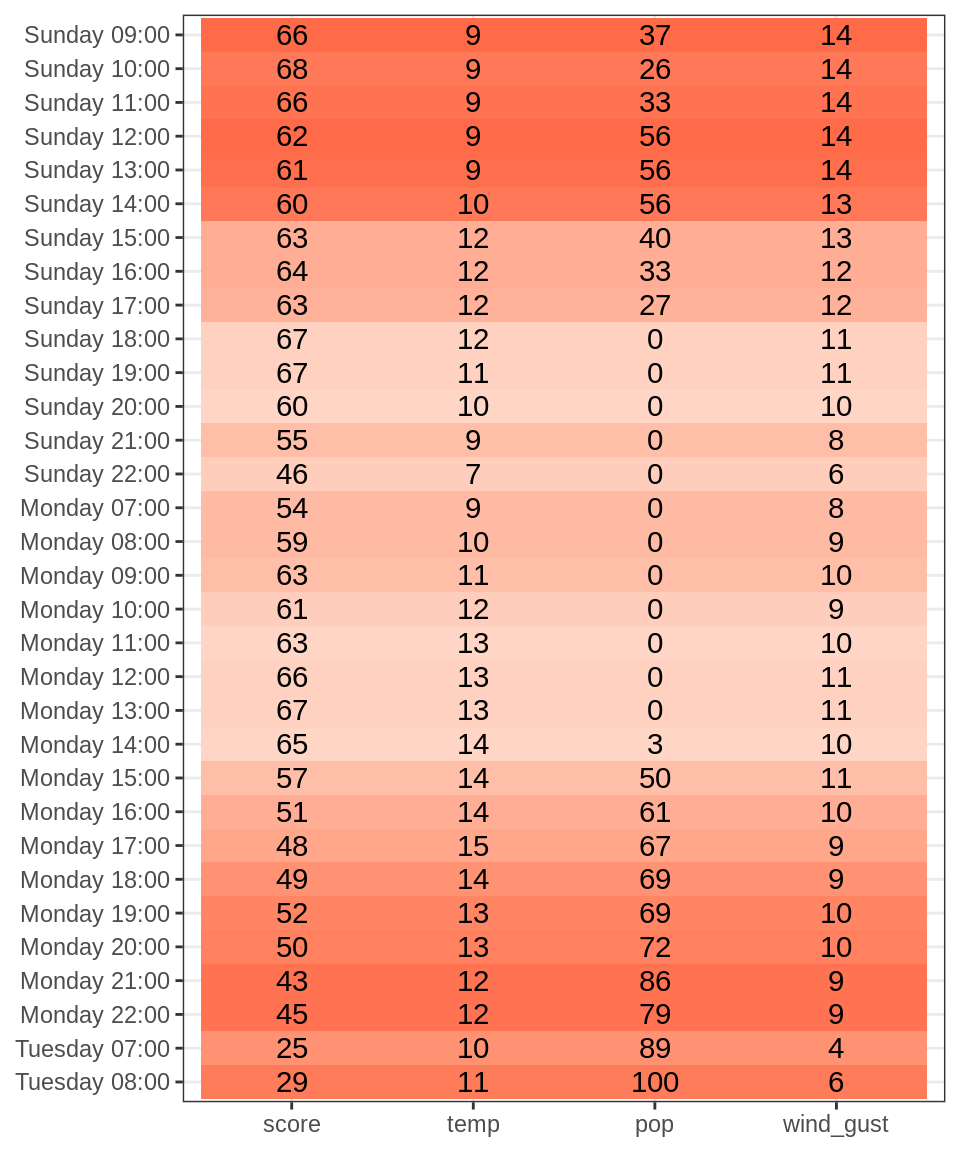 Sunday 09:00 66 9 37 14
Sunday 10:00 68 9 26 14
Sunday 11:00 66 9 33 14
Sunday 12:00 62 9 56 14
Sunday 13:00 61 9 56 14
Sunday 14:00 60 10 56 13
Sunday 15:00 63 12 40 13
Sunday 16:00 64 12 33 12
Sunday 17:00 63 12 27 12
Sunday 18:00 67 12 0 11
Sunday 19:00 67 11 0 11
Sunday 20:00 60 10 0 10
Sunday 21:00 55 9 0 8
Sunday 22:00 46 7 0 6
Monday 07:00 54 9 0 8
Monday 08:00 59 10 0 9
Monday 09:00 63 11 0 10
Monday 10:00 61 12 0 9
Monday 11:00 63 13 0 10
Monday 12:00 66 13 0 11
Monday 13:00 67 13 0 11
Monday 14:00 65 14 3 10
Monday 15:00 57 14 50 11
Monday 16:00 51 14 61 10
Monday 17:00 48 15 67 9
Monday 18:00 49 14 69 9
Monday 19:00 52 13 69 10
Monday 20:00 50 13 72 10
Monday 21:00 43 12 86 9
Monday 22:00 45 12 79 9
Tuesday 07:00 25 10 89 4
Tuesday 08:00 29 11 100 6
score temp pop wind_gust